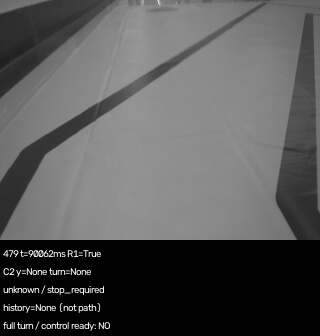 479 t=90062ms R1=True
C2 y=None turn=None
unknown / stop_required
history=None (not path)
full turn / control ready: NO